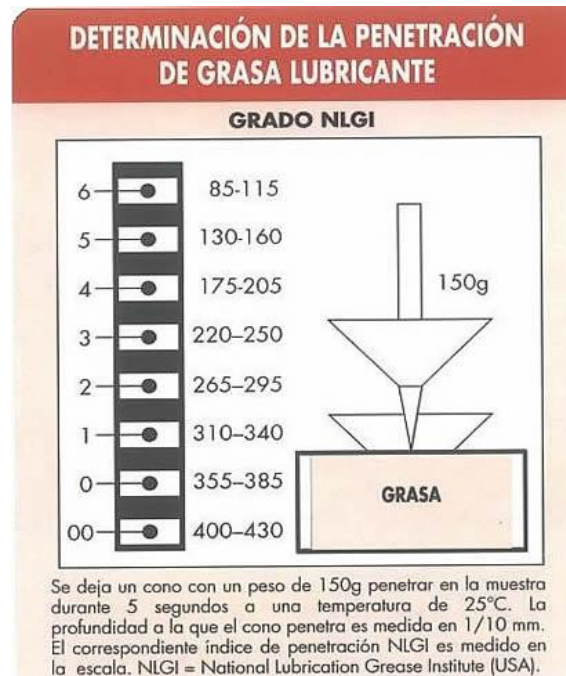 DETERMINACIÓN DE LA PENETRACIÓN
DE GRASA LUBRICANTE
GRADO NLGI
6 85-115
5 130-160
4 175-205
150g
3 220–250
2 265–295
1 310–340
0 355–385
GRASA
00 400–430
Se deja un cono con un peso de 150g penetrar en la muestra
durante 5 segundos a una temperatura de 25°C. La
profundidad a la que el cono penetra es medida en 1/10 mm.
El correspondiente índice de penetración NLGI es medido en
la escala. NLGI = National Lubrication Grease Institute (USA).